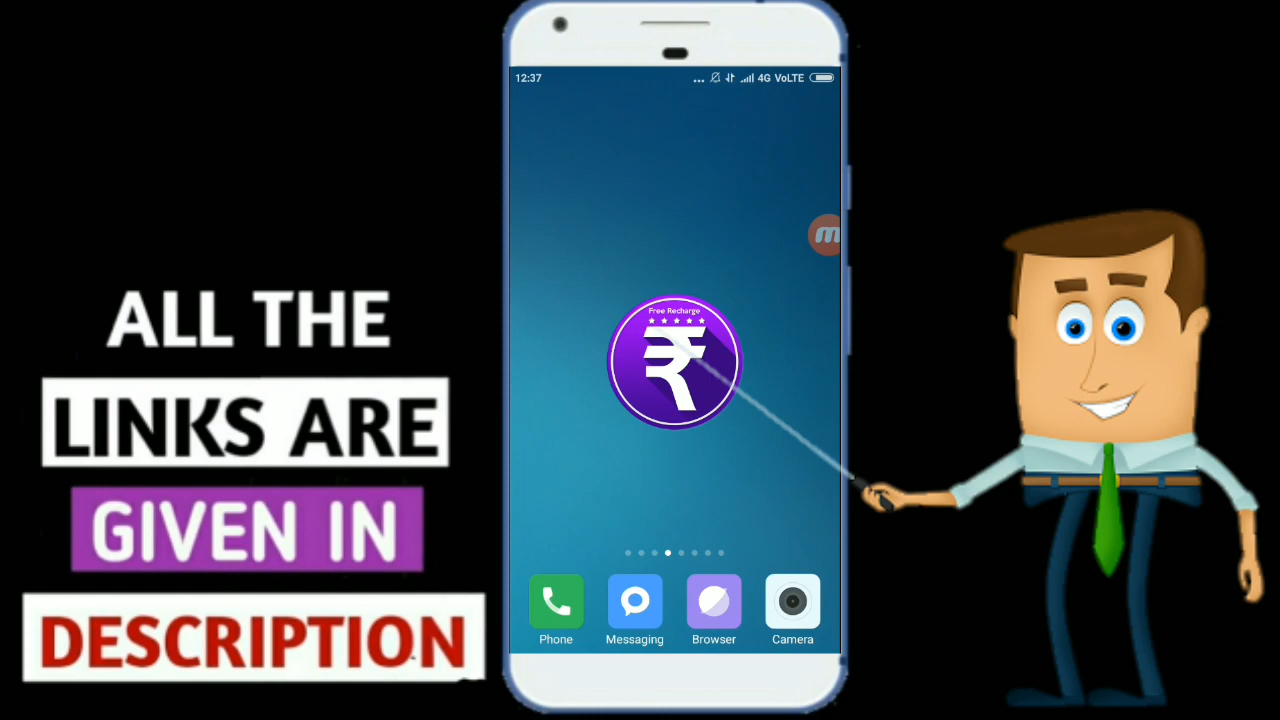 ALL THE
LINKS ARE
GIVEN IN
DESCRIPTION
12:37
... 4G VoLTE
Free Recharge
₹
Phone
Messaging
Browser
Camera